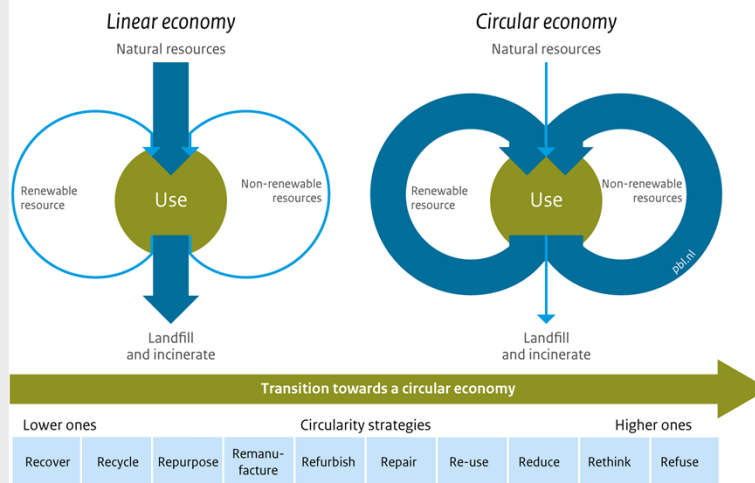 Linear economy
Natural resources
Renewable
resource
Use
Non-renewable
resources
Landfill
and incinerate
Circular economy
Natural resources
Renewable
resource
Use
Non-renewable
resources
pbl.nl
Landfill
and incinerate
Transition towards a circular economy
Lower ones
Circularity strategies
Higher ones
Recover
Recycle
Repurpose
Remanu-
facture
Refurbish
Repair
Re-use
Reduce
Rethink
Refuse